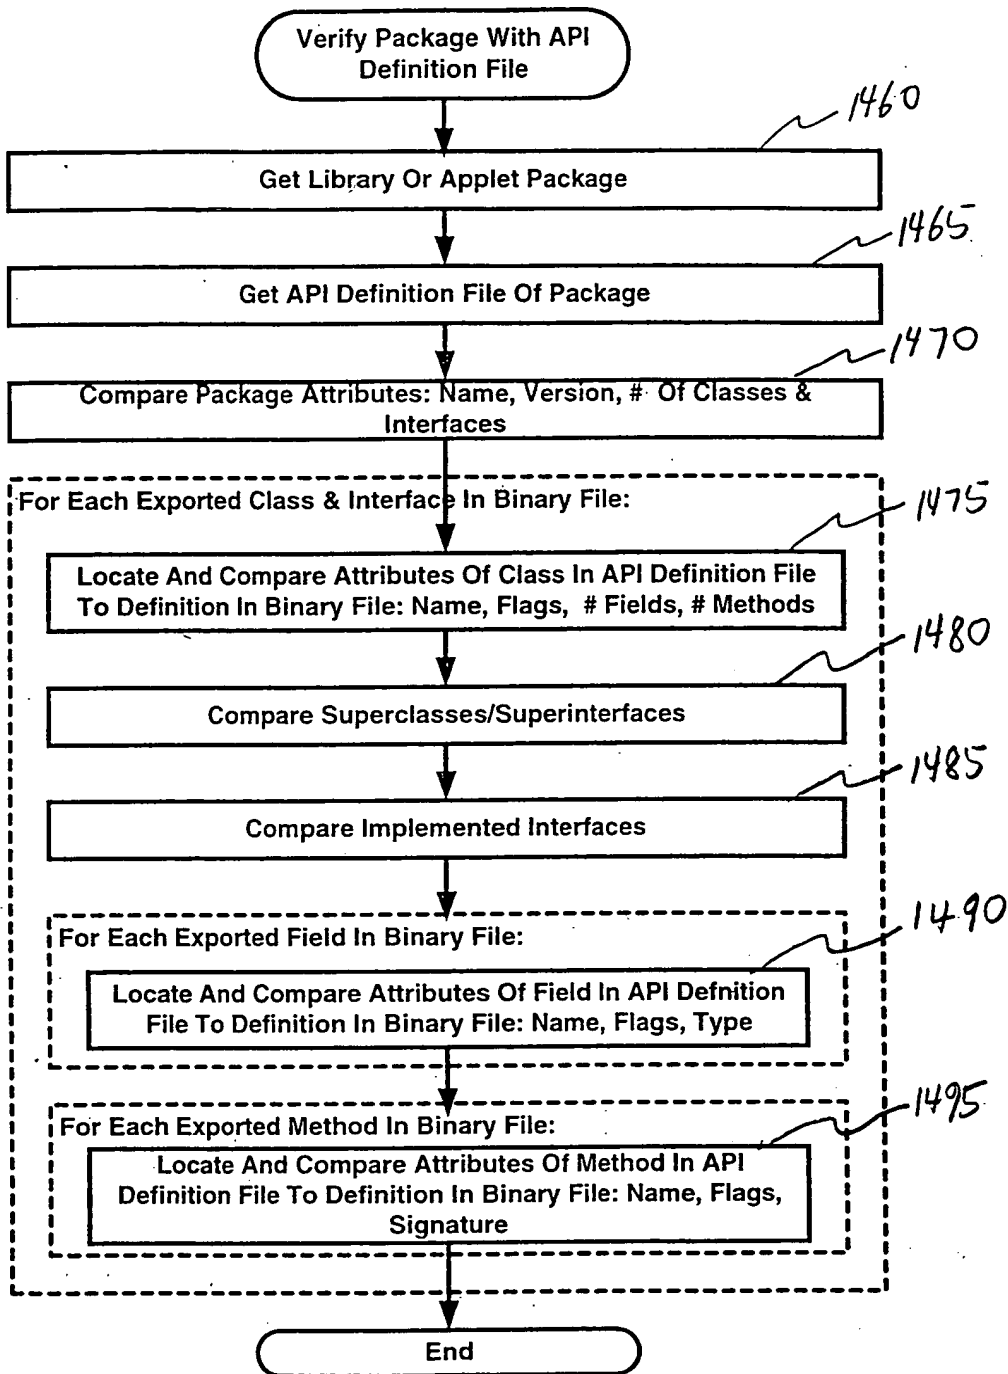 Verify Package With API
Definition File
1460
Get Library Or Applet Package
1465
Get API Definition File Of Package
1470
Compare Package Attributes: Name, Version, # Of Classes &
Interfaces
For Each Exported Class & Interface In Binary File:
1475
Locate And Compare Attributes Of Class In API Definition File
To Definition In Binary File: Name, Flags, # Fields, # Methods
1480
Compare Superclasses/Superinterfaces
1485
Compare Implemented Interfaces
1490
For Each Exported Field In Binary File:
Locate And Compare Attributes Of Field In API Defnition
File To Definition In Binary File: Name, Flags, Type
1495
For Each Exported Method In Binary File:
Locate And Compare Attributes Of Method In API
Definition File To Definition In Binary File: Name, Flags,
Signature
End